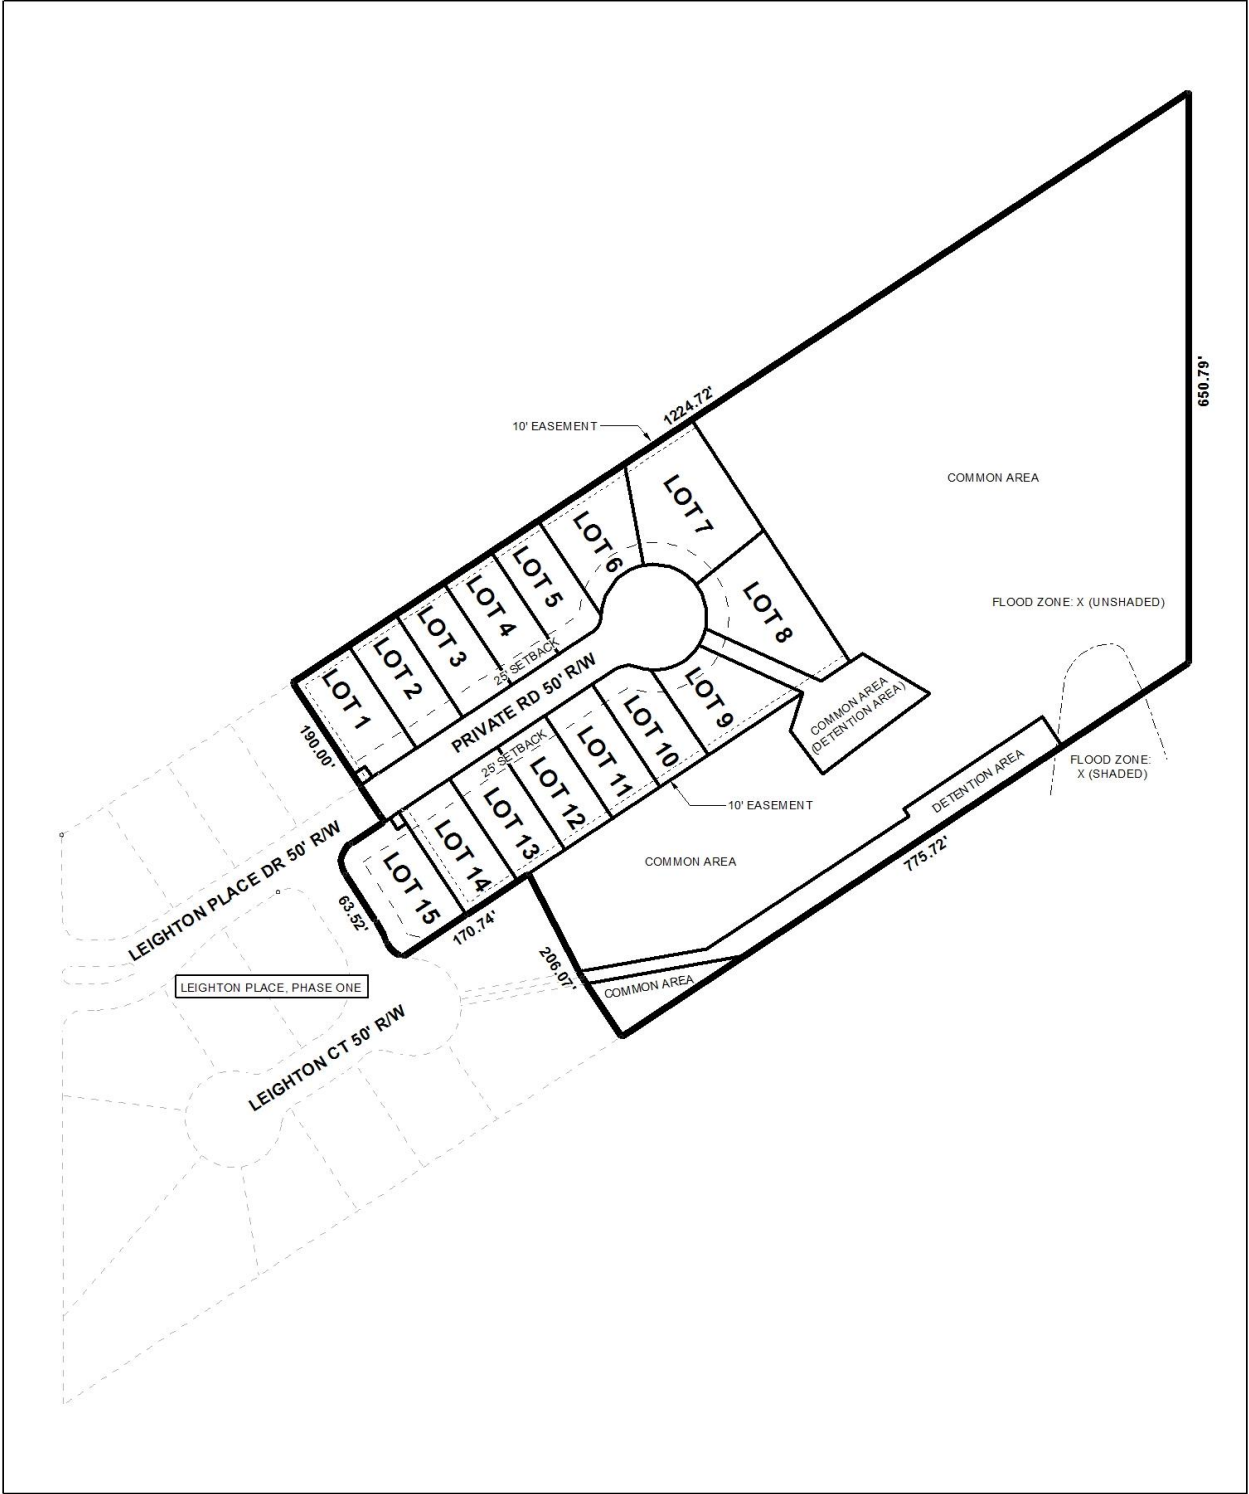 1224.72'
650.79'
10' EASEMENT
COMMON AREA
LOT 7
LOT 6
LOT 5
LOT 4
LOT 3
LOT 2
LOT 1
LOT 8
FLOOD ZONE: X (UNSHADED)
25' SETBACK
PRIVATE RD 50' R/W
190.00'
LOT 9
LOT 10
LOT 11
LOT 12
LOT 13
LOT 14
LOT 15
25' SETBACK
COMMON AREA
(DETENTION AREA)
FLOOD ZONE:
X (SHADED)
DETENTION AREA
10' EASEMENT
775.72'
COMMON AREA
LEIGHTON PLACE DR 50' R/W
63.52'
170.74'
206.07'
COMMON AREA
LEIGHTON PLACE, PHASE ONE
LEIGHTON CT 50' R/W